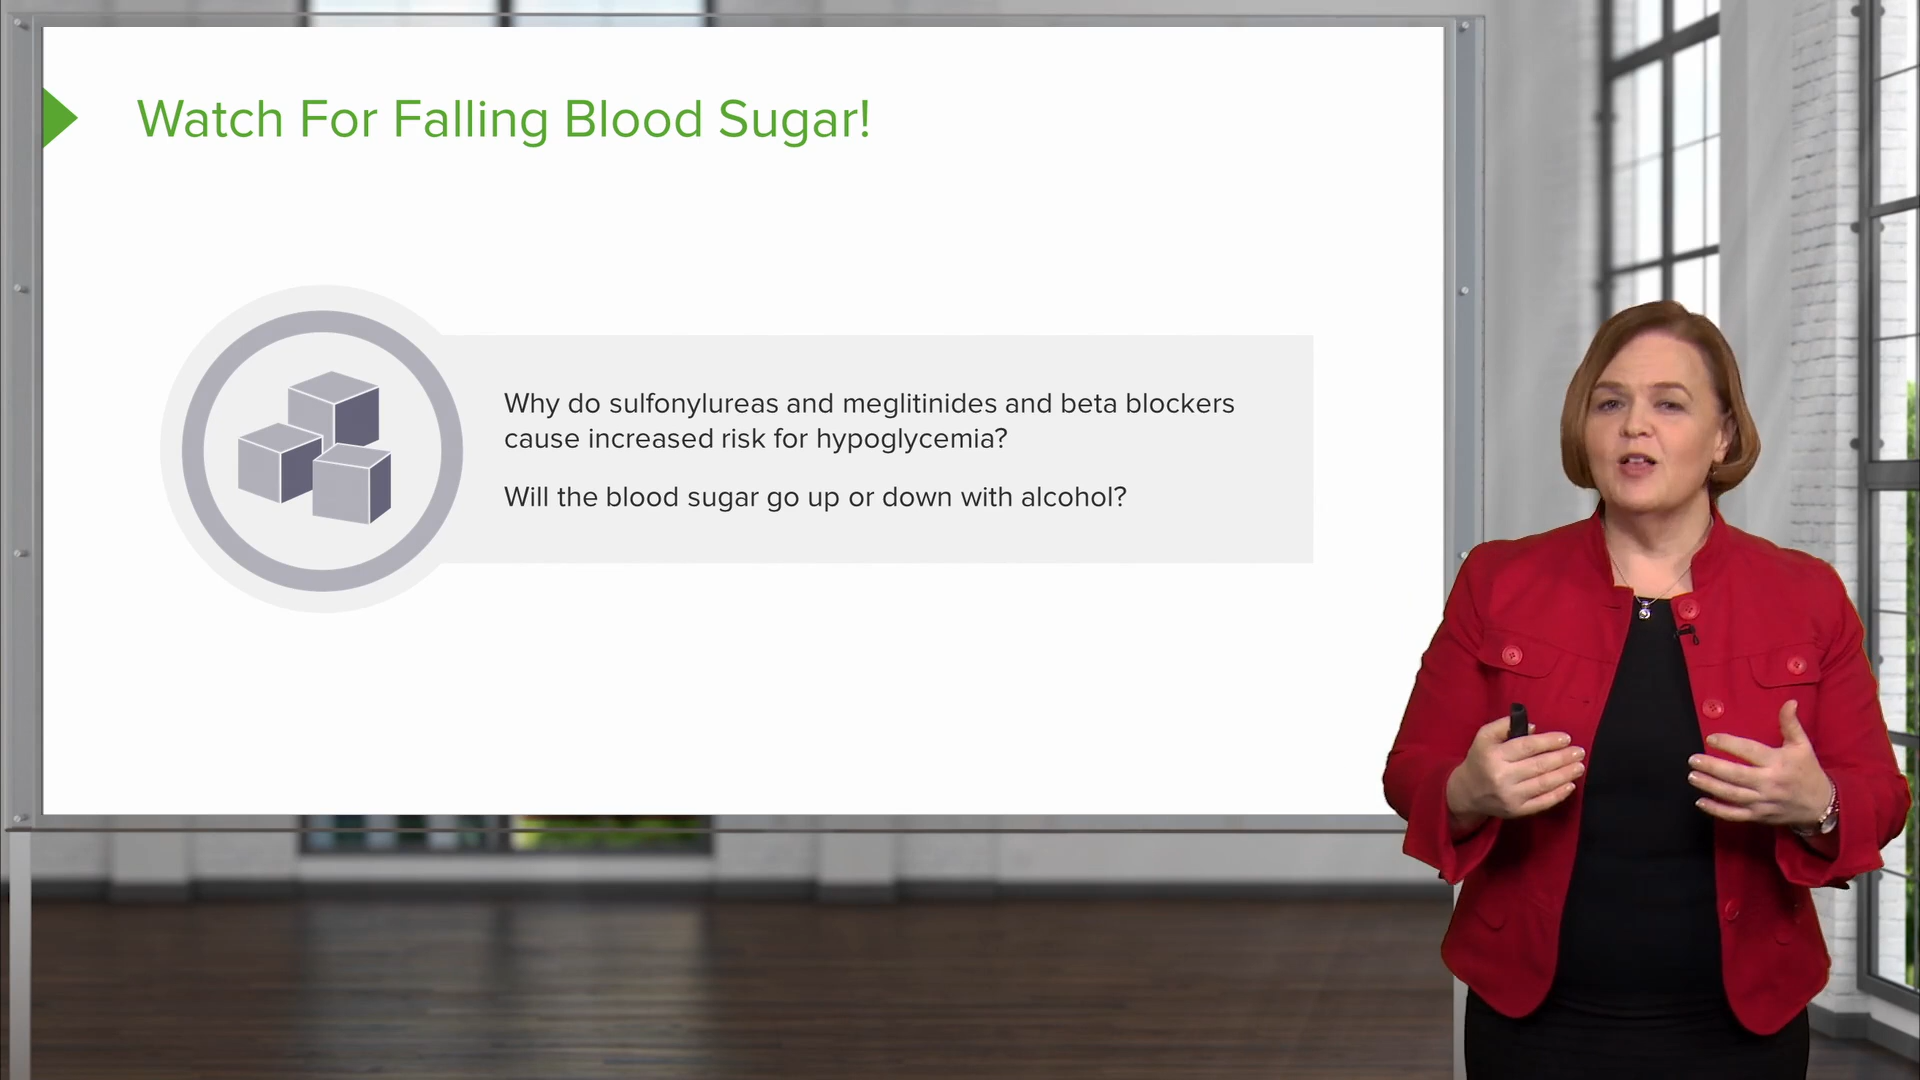 Watch For Falling Blood Sugar!
Why do sulfonylureas and meglitinides and beta blockers
cause increased risk for hypoglycemia?
Will the blood sugar go up or down with alcohol?